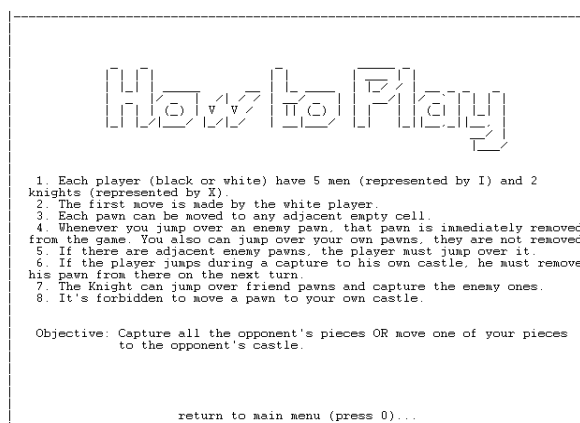 How to Play
1. Each player (black or white) have 5 men (represented by I) and 2
knights (represented by X).
2. The first move is made by the white player.
3. Each pawn can be moved to any adjacent empty cell.
4. Whenever you jump over an enemy pawn, that pawn is immediately removed
from the game. You also can jump over your own pawns, they are not removed
5. If there are adjacent enemy pawns, the player must jump over it.
6. If the player jumps during a capture to his own castle, he must remove
his pawn from there on the next turn.
7. The Knight can jump over friend pawns and capture the enemy ones.
8. It's forbidden to move a pawn to your own castle.
Objective: Capture all the opponent's pieces OR move one of your pieces
to the opponent's castle.
return to main menu (press 0)...